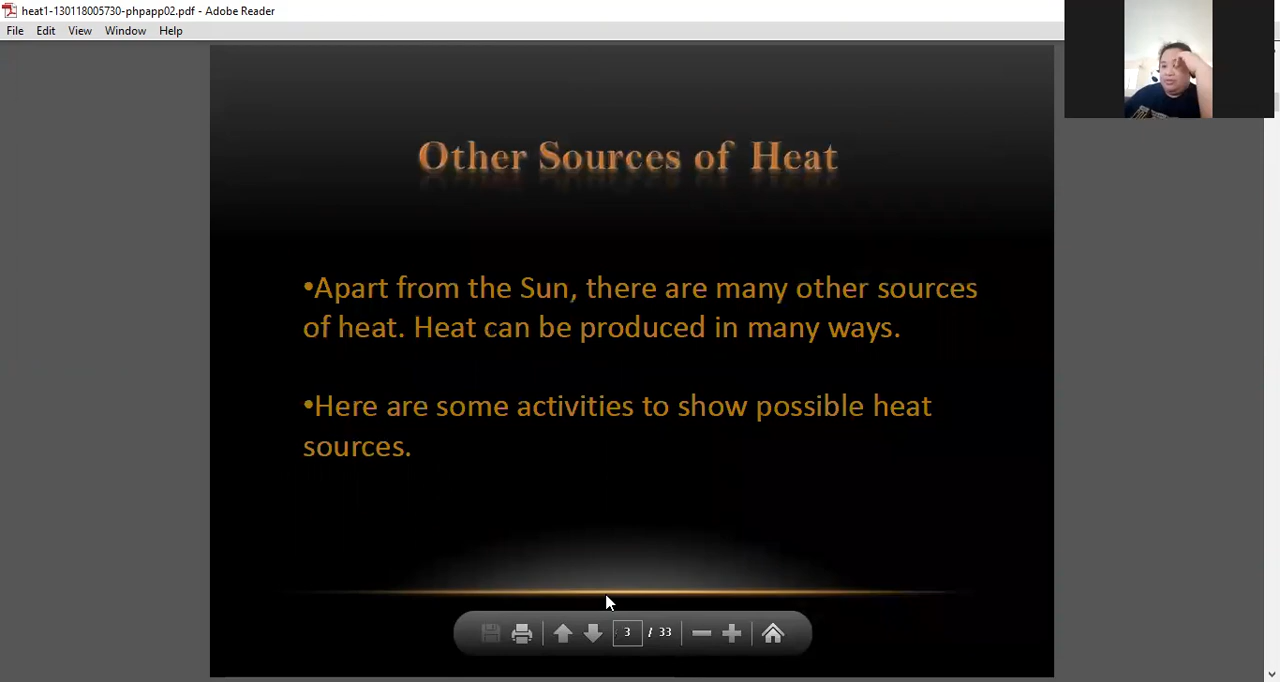 heat1-130118005730-phpapp02.pdf - Adobe Reader
File Edit View Window Help
Other Sources of Heat
•Apart from the Sun, there are many other sources
of heat. Heat can be produced in many ways.
•Here are some activities to show possible heat
sources.
3 / 33